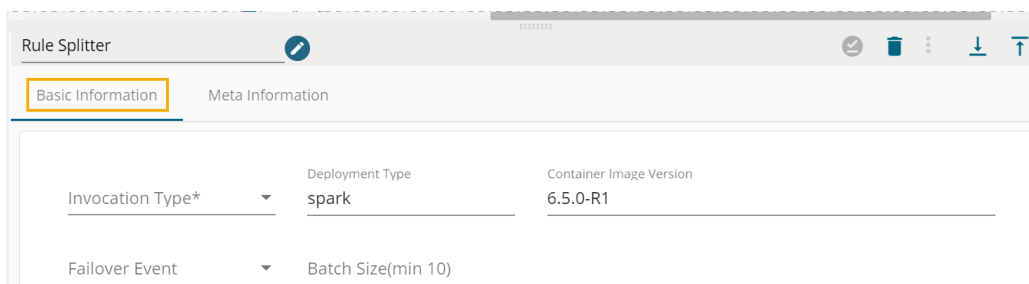 Rule Splitter
Basic Information Meta Information
Deployment Type Container Image Version
Invocation Type* spark 6.5.0-R1
Failover Event Batch Size(min 10)